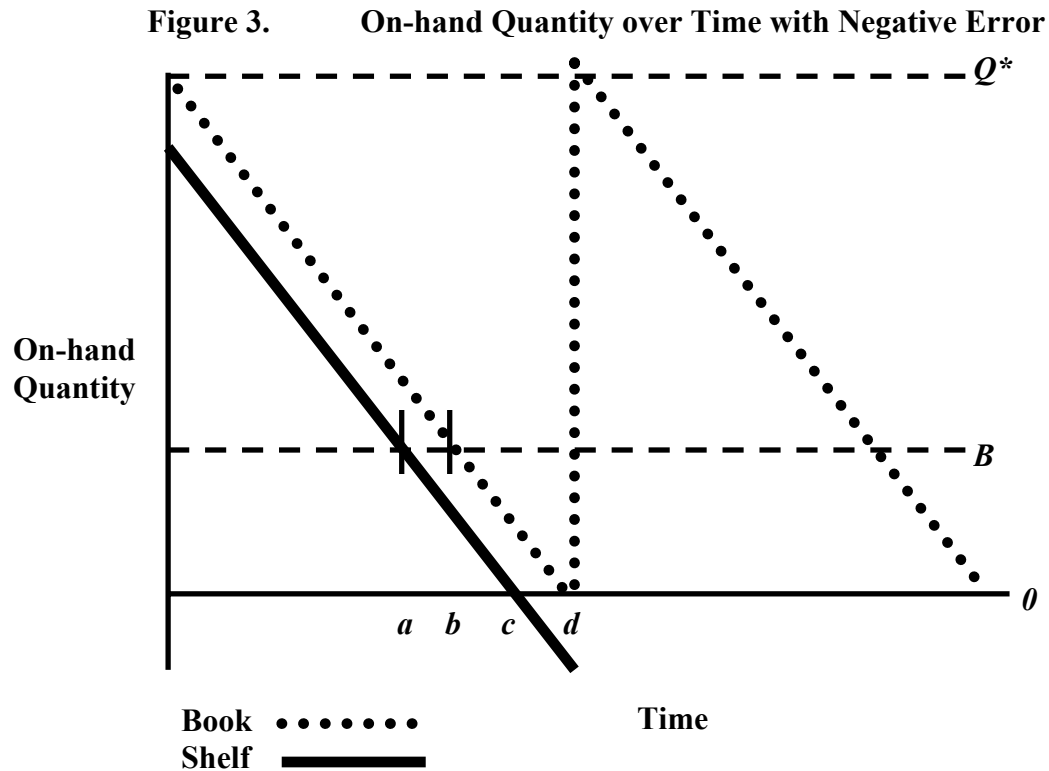 Figure 3. On-hand Quantity over Time with Negative Error
Q*
On-hand
Quantity
B
0
a b c d
Book
Time
Shelf